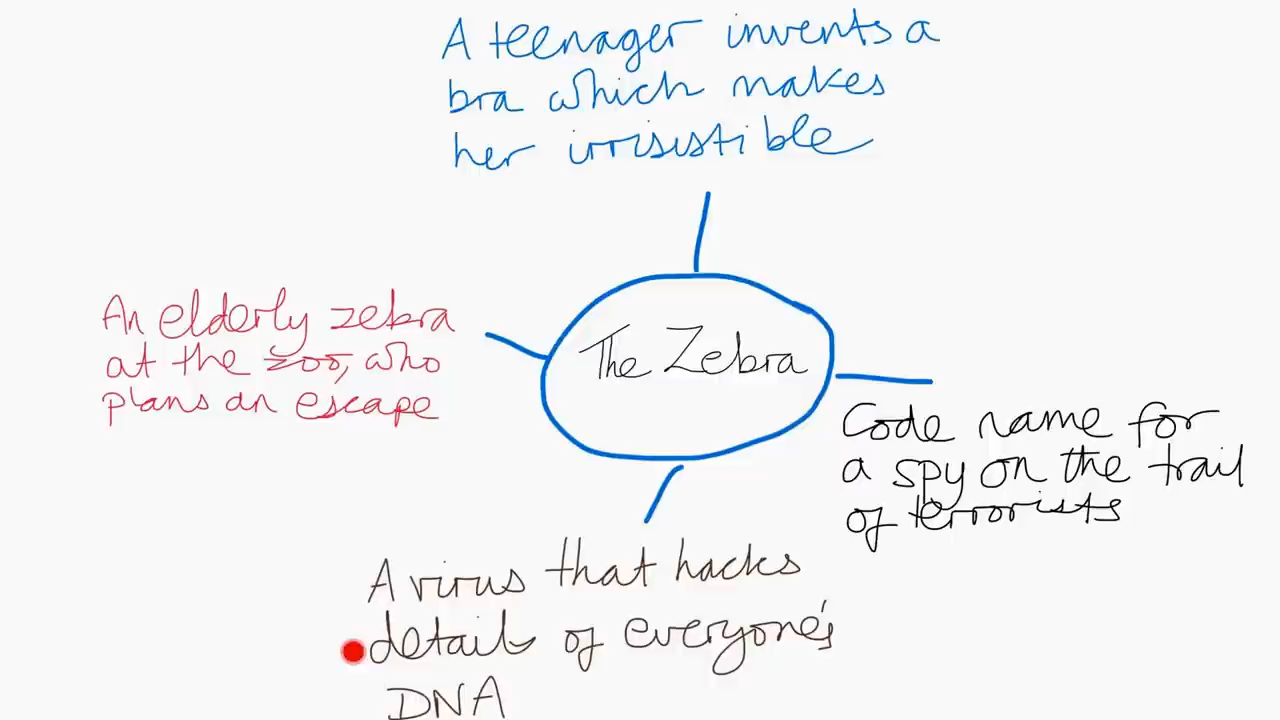 A teenager invents a
bra which makes
her irrisistible
The Zebra
An elderly zebra
at the zoo, who
plans an escape
Code name for
a spy on the trail
of terrorists
A virus that hacks
details of everyone's
DNA